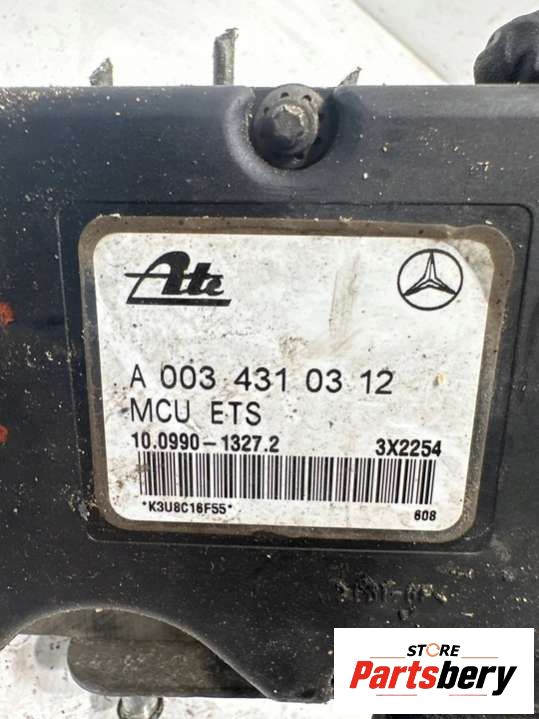 Ate
A 003 431 03 12
MCU ETS
10.0990-1327.2 3X2254
*K3U8C16F55* 608
STORE
Partsbery